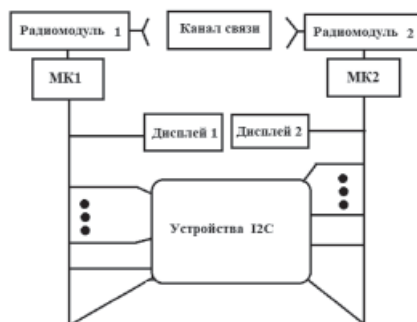 Радиомодуль 1
Канал связи
Радиомодуль 2
МК1
МК2
Дисплей 1
Дисплей 2
Устройства I2C